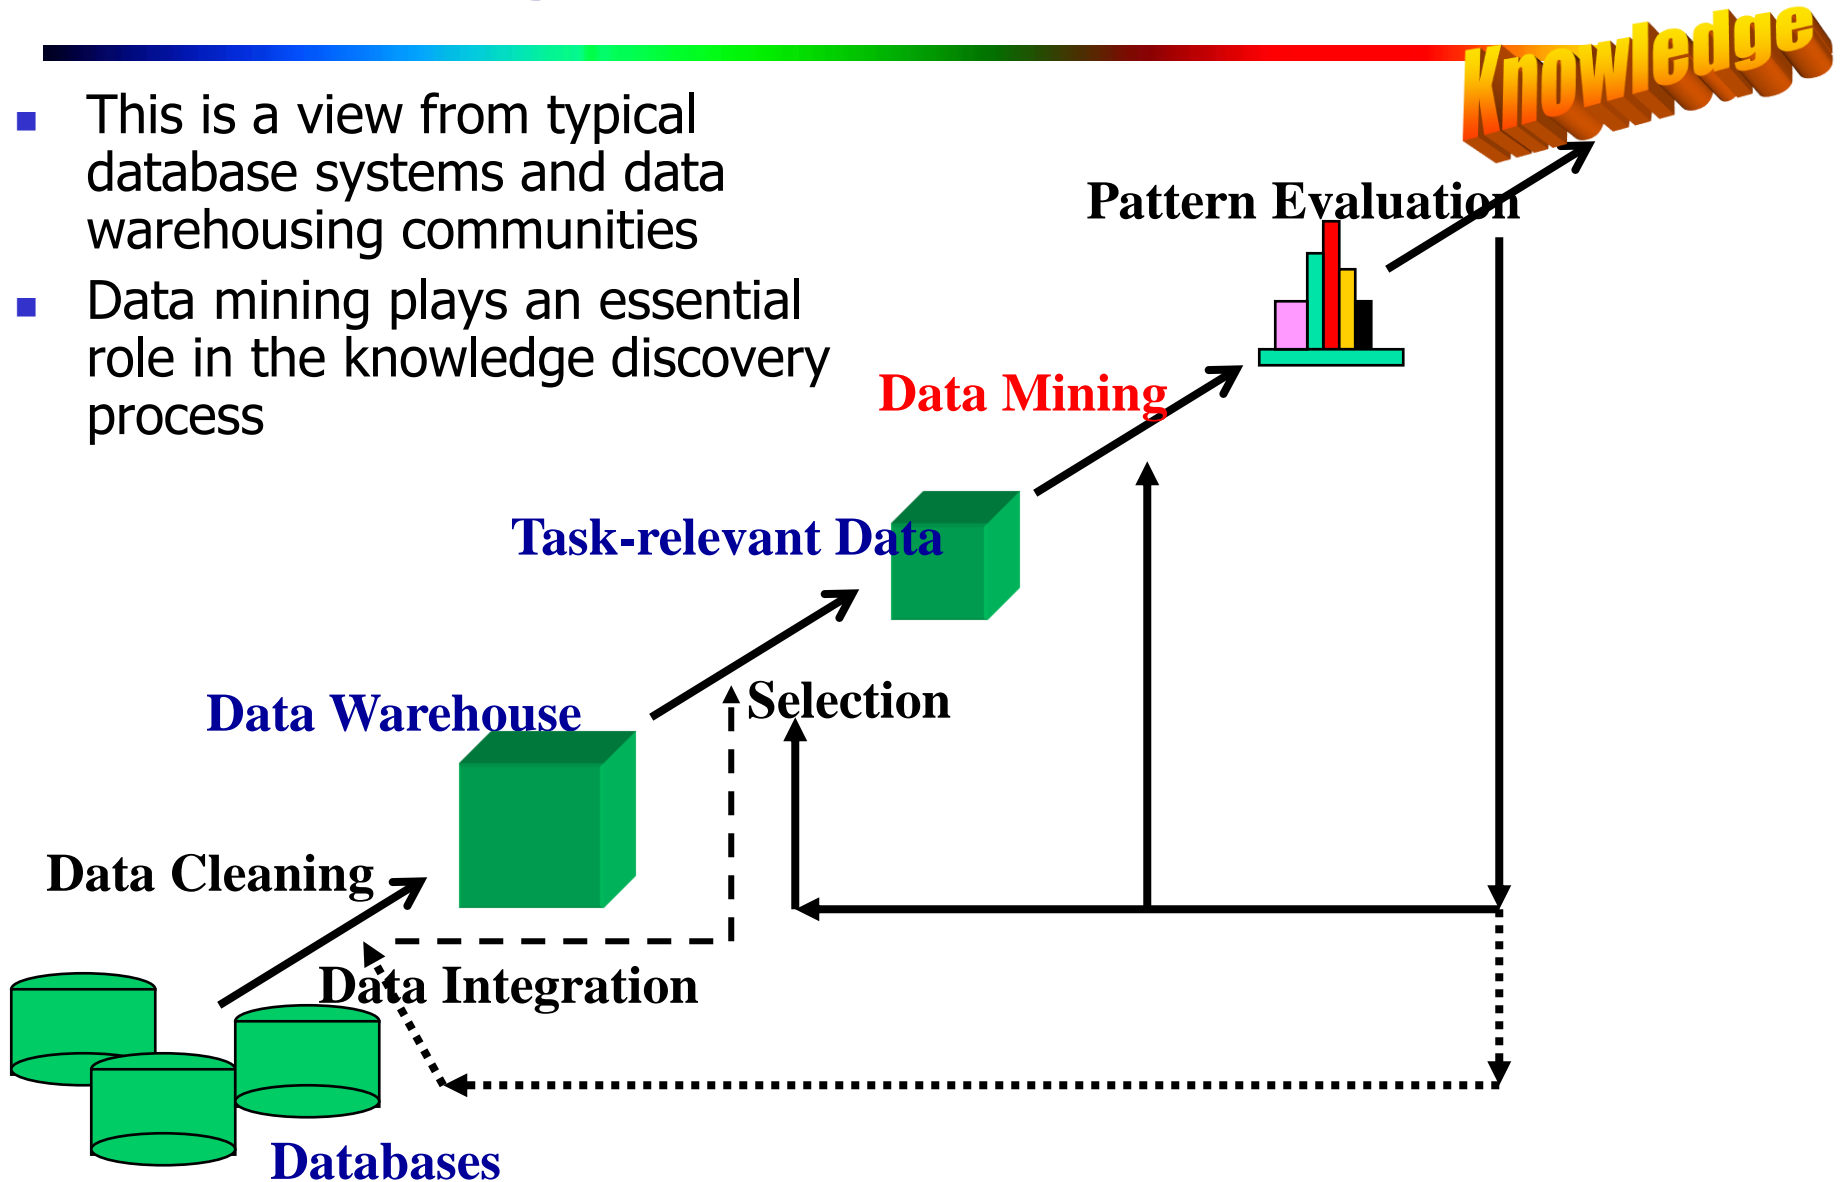 Knowledge
This is a view from typical
database systems and data
warehousing communities
Data mining plays an essential
role in the knowledge discovery
process
Pattern Evaluation
Data Mining
Task-relevant Data
Selection
Data Warehouse
Data Cleaning
Data Integration
Databases